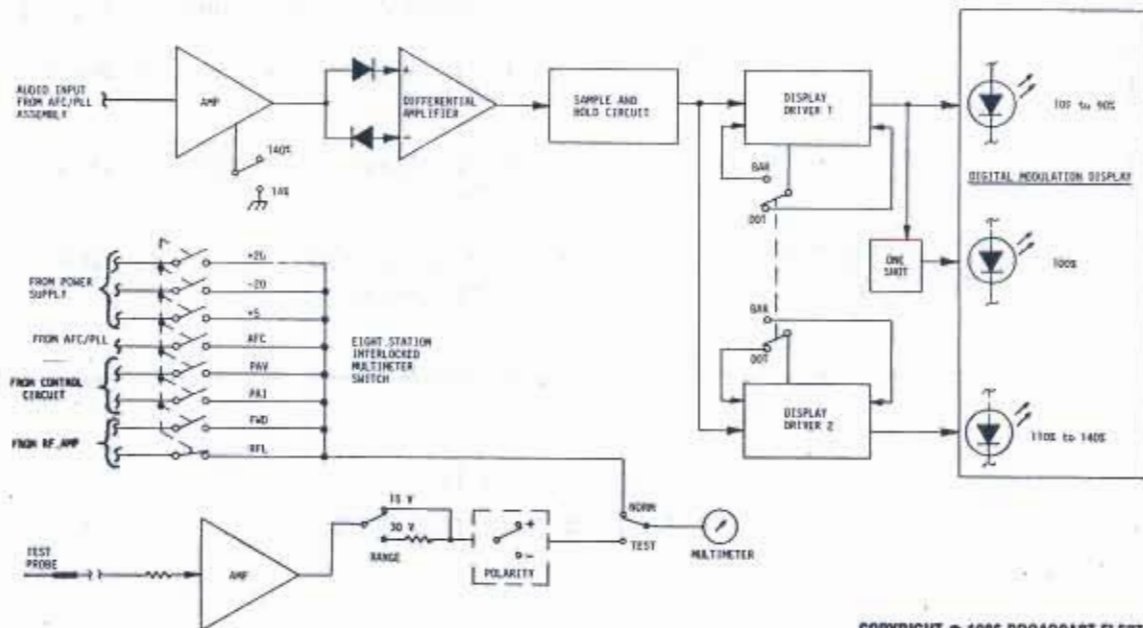 AUDIO INPUT
FROM AFC/PLL
ASSEMBLY
AMP
140%
14%
DIFFERENTIAL
AMPLIFIER
+
-
SAMPLE AND
HOLD CIRCUIT
DISPLAY
DRIVER 1
BAR
DOT
10% to 90%
DIGITAL MODULATION DISPLAY
ONE
SHOT
100%
BAR
DOT
DISPLAY
DRIVER 2
110% to 140%
FROM POWER
SUPPLY
+20
-20
+5
FROM AFC/PLL
AFC
FROM CONTROL
CIRCUIT
PAV
PAI
FROM RF AMP
FWD
RFL
EIGHT STATION
INTERLOCKED
MULTIMETER
SWITCH
TEST
PROBE
AMP
15 V
30 V
RANGE
+
-
POLARITY
NORM
TEST
MULTIMETER
COPYRIGHT © 1986 BROADCAST